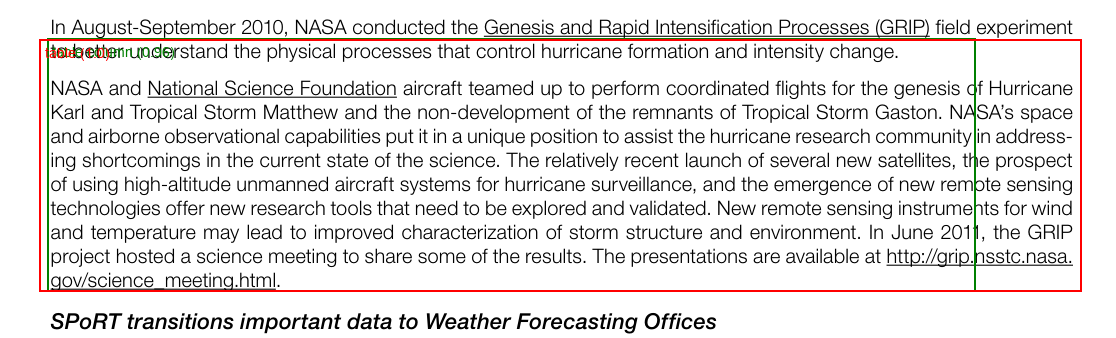 In August-September 2010, NASA conducted the Genesis and Rapid Intensification Processes (GRIP) field experiment
to better understand the physical processes that control hurricane formation and intensity change.
NASA and National Science Foundation aircraft teamed up to perform coordinated flights for the genesis of Hurricane
Karl and Tropical Storm Matthew and the non-development of the remnants of Tropical Storm Gaston. NASA's space
and airborne observational capabilities put it in a unique position to assist the hurricane research community in address-
ing shortcomings in the current state of the science. The relatively recent launch of several new satellites, the prospect
of using high-altitude unmanned aircraft systems for hurricane surveillance, and the emergence of new remote sensing
technologies offer new research tools that need to be explored and validated. New remote sensing instruments for wind
and temperature may lead to improved characterization of storm structure and environment. In June 2011, the GRIP
project hosted a science meeting to share some of the results. The presentations are available at http://grip.nsstc.nasa.
gov/science_meeting.html.
SPoRT transitions important data to Weather Forecasting Offices